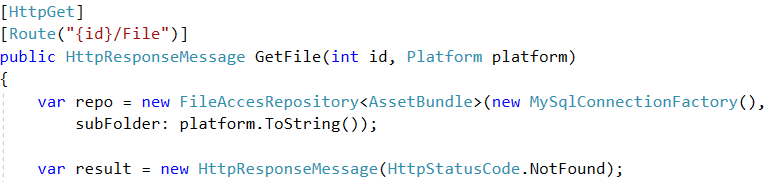 [HttpGet]
[Route("{id}/File")]
public HttpResponseMessage GetFile(int id, Platform platform)
{
var repo = new FileAccesRepository<AssetBundle>(new MySqlConnectionFactory(),
subFolder: platform.ToString());
var result = new HttpResponseMessage(HttpStatusCode.NotFound);